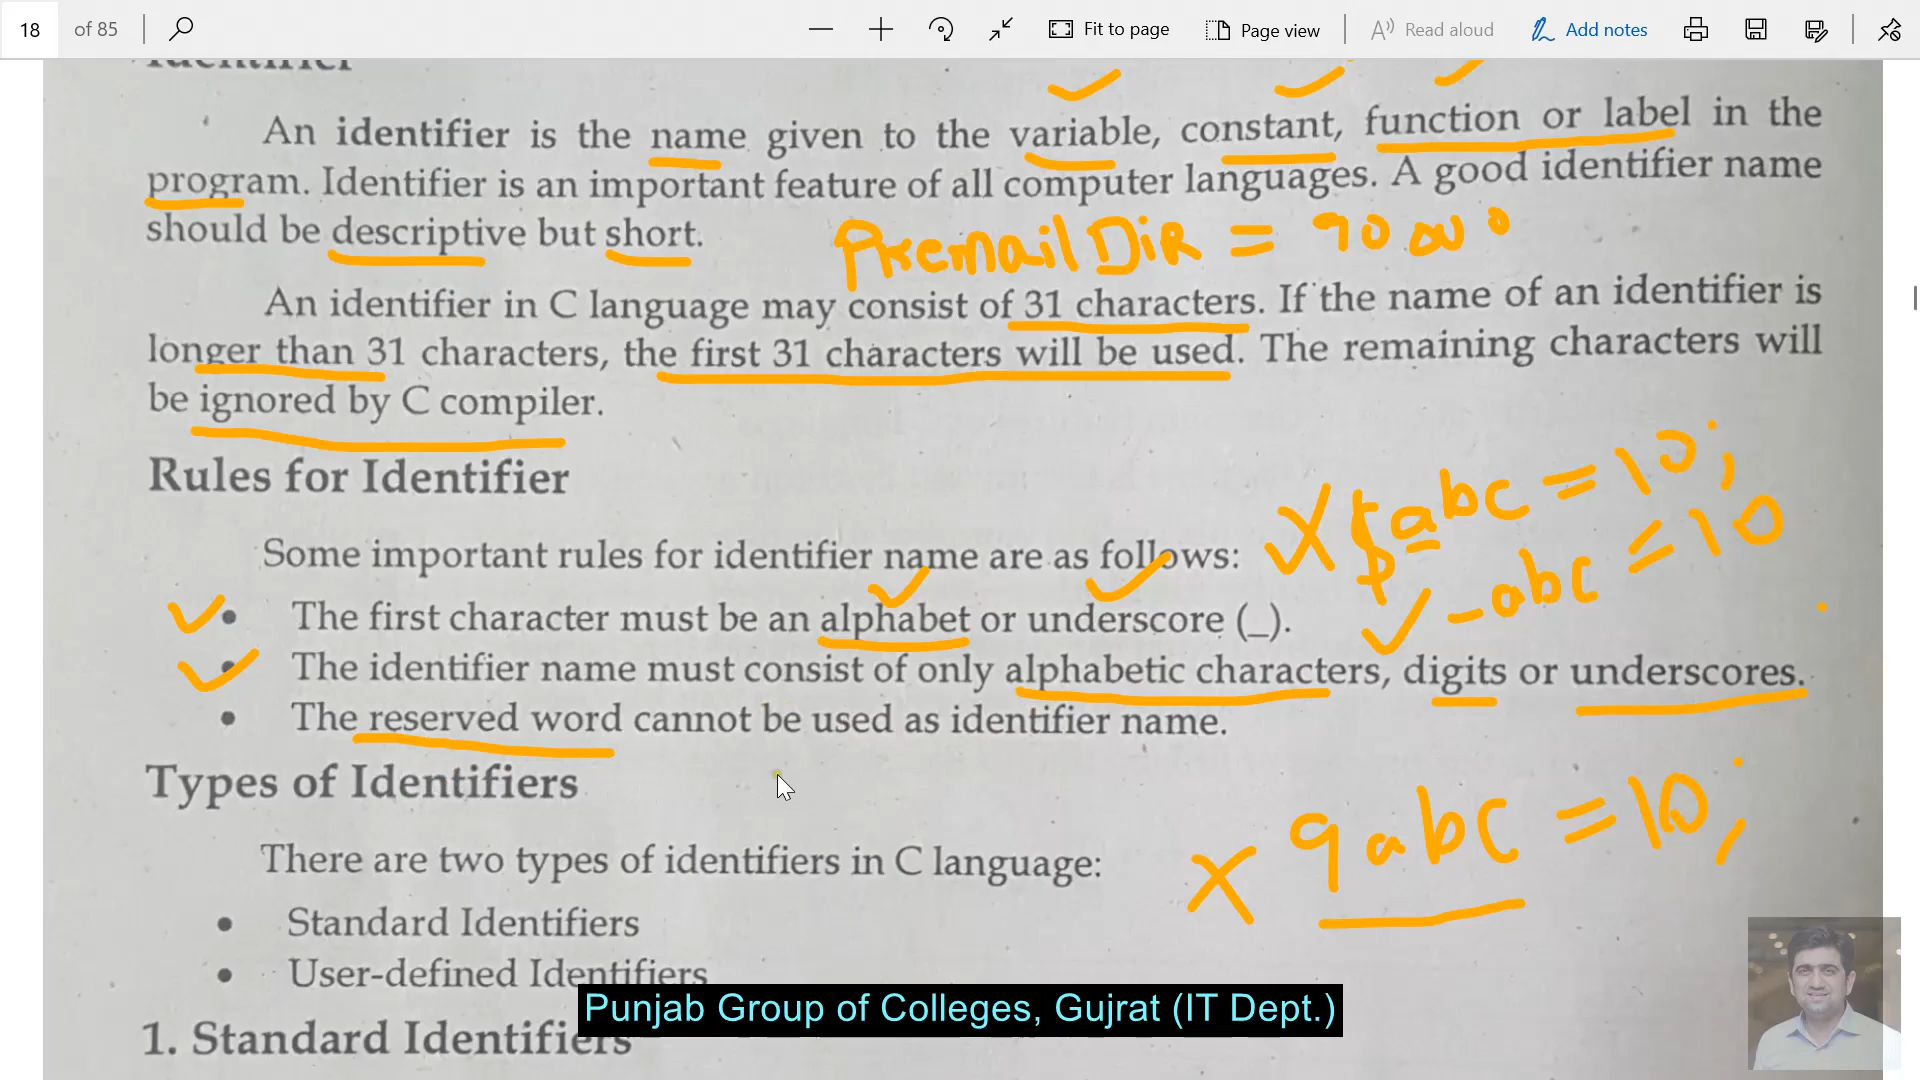 18 of 85 Fit to page Page view Read aloud Add notes
Identifier
An identifier is the name given to the variable, constant, function or label in the
program. Identifier is an important feature of all computer languages. A good identifier name
should be descriptive but short.
= 90000
An identifier in C language may consist of 31 characters. If the name of an identifier is
longer than 31 characters, the first 31 characters will be used. The remaining characters will
be ignored by C compiler.
Rules for Identifier
$abc = 10;
Some important rules for identifier name are as follows:
_abc = 10
• The first character must be an alphabet or underscore (_).
• The identifier name must consist of only alphabetic characters, digits or underscores.
• The reserved word cannot be used as identifier name.
Types of Identifiers
9abc = 10;
There are two types of identifiers in C language:
• Standard Identifiers
• User-defined Identifiers
Punjab Group of Colleges, Gujrat (IT Dept.)
1. Standard Identifiers